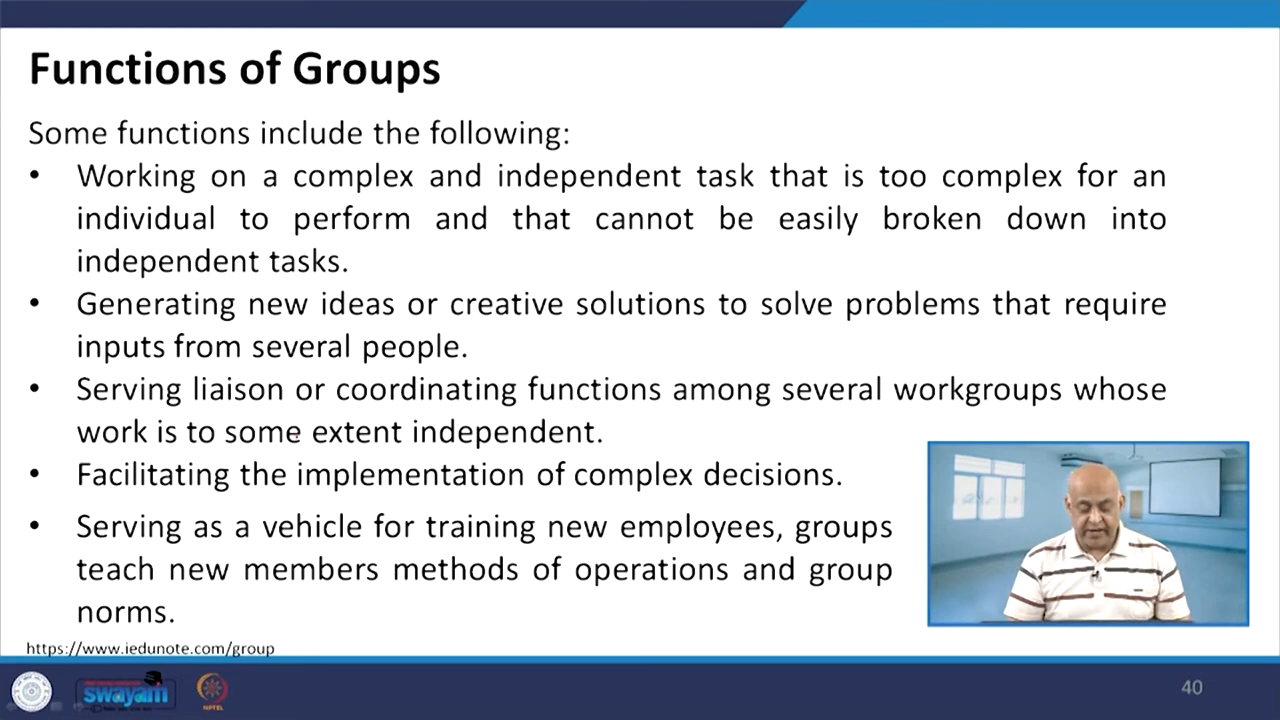 Functions of Groups
Some functions include the following:
• Working on a complex and independent task that is too complex for an
individual to perform and that cannot be easily broken down into
independent tasks.
• Generating new ideas or creative solutions to solve problems that require
inputs from several people.
• Serving liaison or coordinating functions among several workgroups whose
work is to some extent independent.
• Facilitating the implementation of complex decisions.
• Serving as a vehicle for training new employees, groups
teach new members methods of operations and group
norms.
https://www.iedunote.com/group
swayam
NPTEL
40